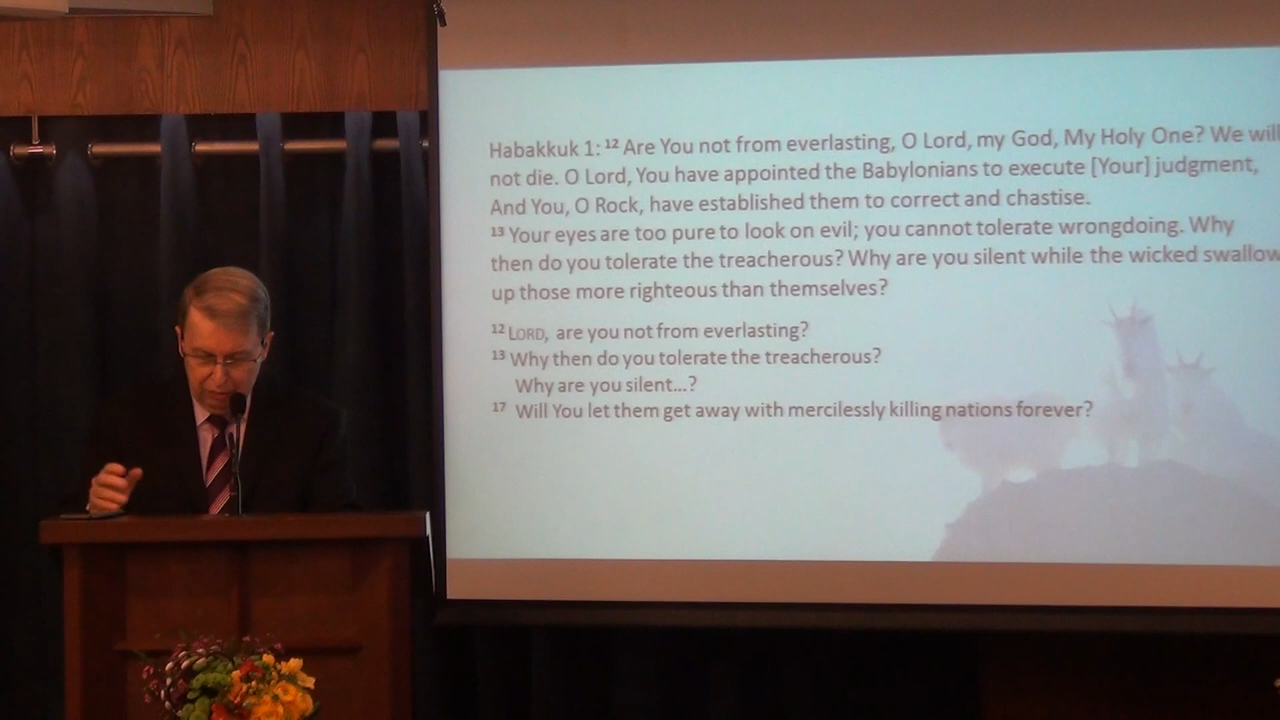 Habakkuk 1: ¹² Are You not from everlasting, O Lord, my God, My Holy One? We will
not die. O Lord, You have appointed the Babylonians to execute [Your] judgment,
And You, O Rock, have established them to correct and chastise.
¹³ Your eyes are too pure to look on evil; you cannot tolerate wrongdoing. Why
then do you tolerate the treacherous? Why are you silent while the wicked swallow
up those more righteous than themselves?
¹² LORD, are you not from everlasting?
¹³ Why then do you tolerate the treacherous?
Why are you silent...?
¹⁷ Will You let them get away with mercilessly killing nations forever?